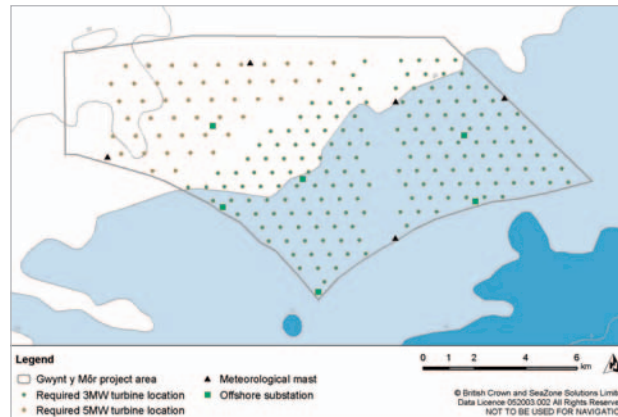 Legend
Gwynt y Môr project area
Required 3MW turbine location
Required 5MW turbine location
Meteorological mast
Offshore substation
0 1 2 4 6
km
© British Crown and SeaZone Solutions Limited
Data Licence 052003.002 All Rights Reserve
NOT TO BE USED FOR NAVIGATIO